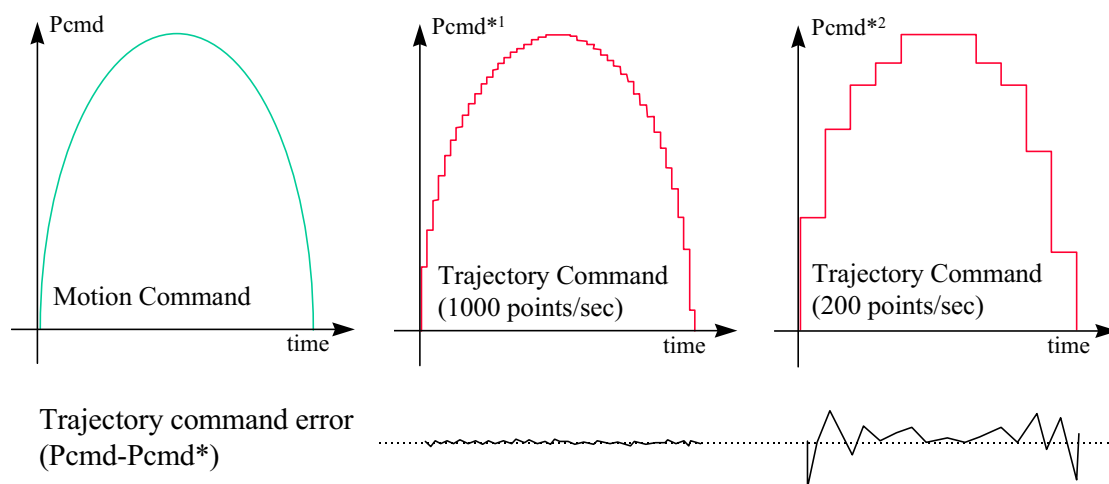 Pcmd
Motion Command
time
Pcmd*1
Trajectory Command
(1000 points/sec)
time
Pcmd*2
Trajectory Command
(200 points/sec)
time
Trajectory command error
(Pcmd-Pcmd*)